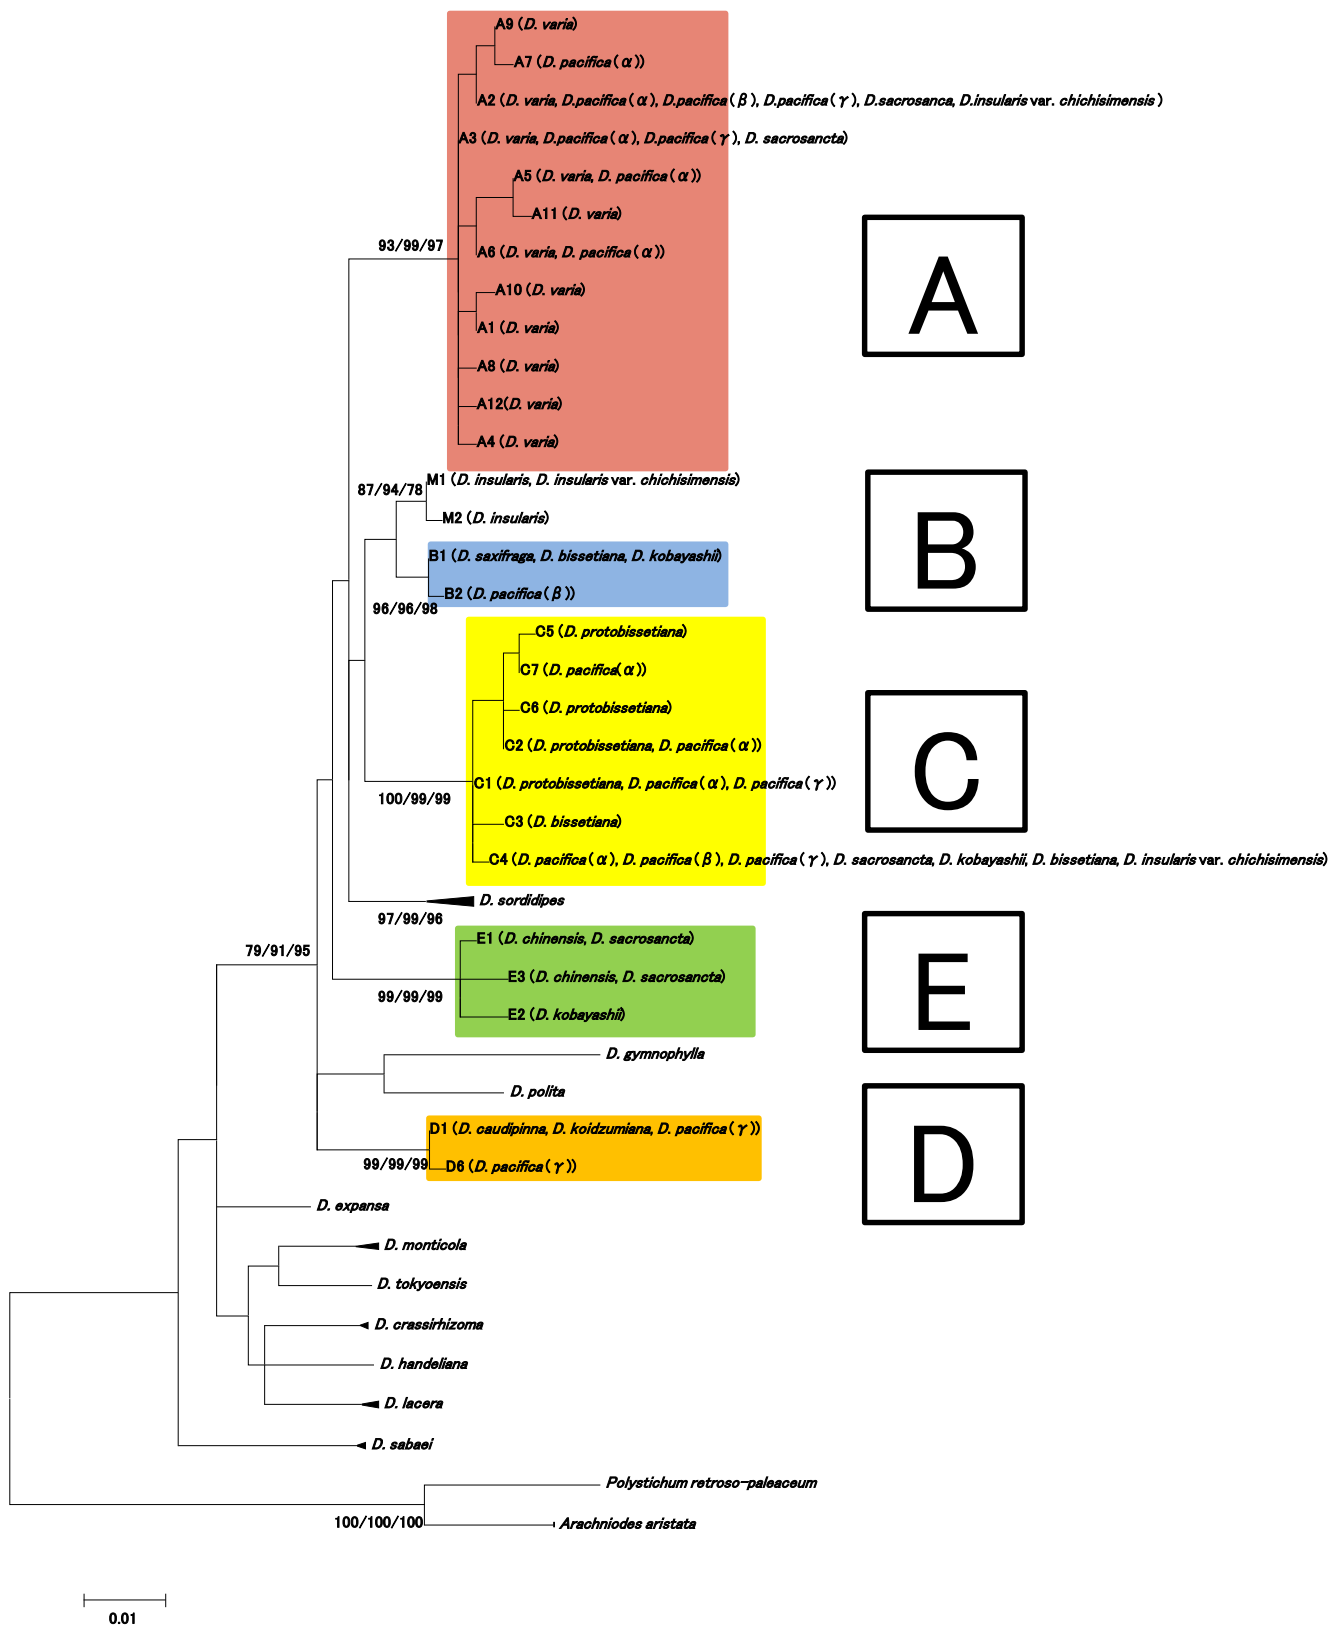 A9 (D. varia)
A7 (D. pacifica(α))
A2 (D. varia, D.pacifica(α), D.pacifica(β), D.pacifica(γ), D.sacrosanca, D.insularis var. chichisimensis )
A3 (D. varia, D.pacifica(α), D.pacifica(γ), D. sacrosancta)
A5 (D. varia, D. pacifica(α))
A11 (D. varia)
93/99/97
A6 (D. varia, D. pacifica(α))
A10 (D. varia)
A
A1 (D. varia)
A8 (D. varia)
A12(D. varia)
A4 (D. varia)
M1 (D. insularis, D. insularis var. chichisimensis)
87/94/78
M2 (D. insularis)
B
B1 (D. saxifraga, D. bissetiana, D. kobayashii)
B2 (D. pacifica(β))
96/96/98
C5 (D. protobissetiana)
C7 (D. pacifica(α))
C6 (D. protobissetiana)
C2 (D. protobissetiana, D. pacifica(α))
C
C1 (D. protobissetiana, D. pacifica(α), D. pacifica(γ))
100/99/99
C3 (D. bissetiana)
C4 (D. pacifica(α), D. pacifica(β), D. pacifica(γ), D. sacrosancta, D. kobayashii, D. bissetiana, D. insularis var. chichisimensis)
D. sordidipes
97/99/96
E1 (D. chinensis, D. sacrosancta)
79/91/95
E3 (D. chinensis, D. sacrosancta)
E
99/99/99
E2 (D. kobayashii)
D. gymnophylla
D. polita
D1 (D. caudipinna, D. koidzumiana, D. pacifica(γ))
99/99/99
D6 (D. pacifica(γ))
D
D. expansa
D. monticola
D. tokyoensis
D. crassirhizoma
D. handeliana
D. lacera
D. sabaei
Polystichum retroso-paleaceum
100/100/100
Arachniodes aristata
0.01